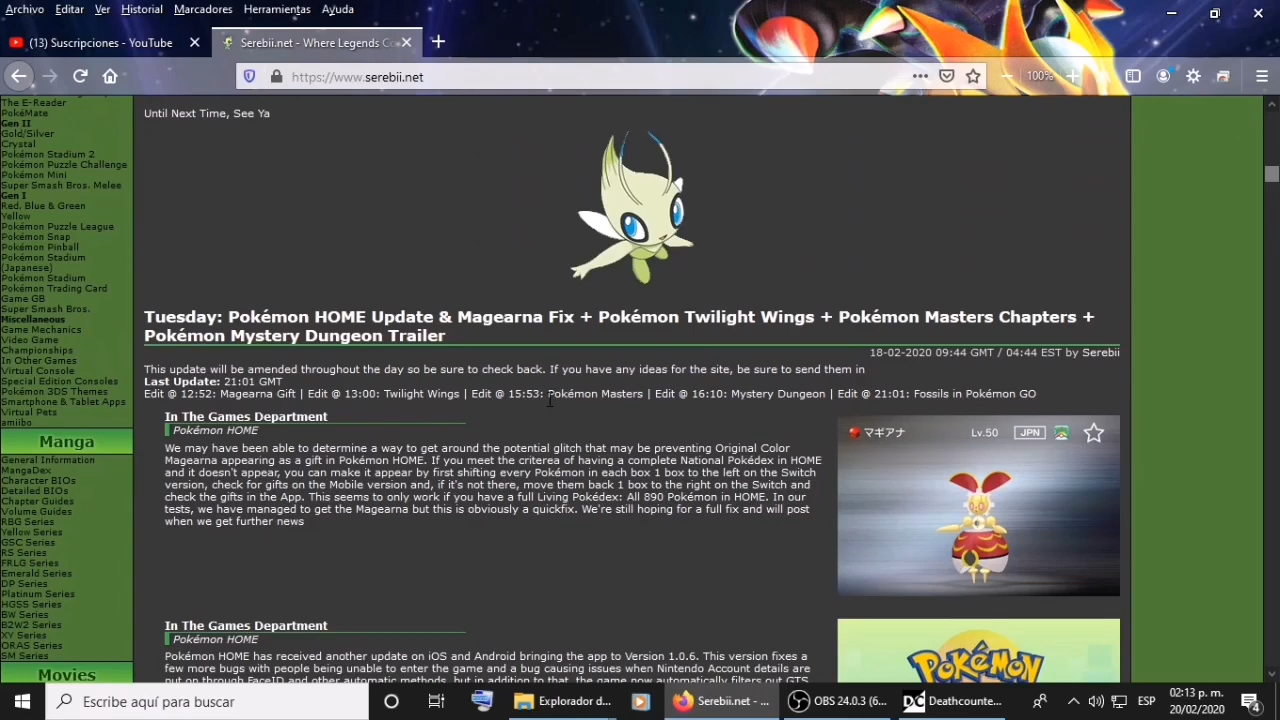 Archivo Editar Ver Historial Marcadores Herramientas Ayuda
(13) Suscripciones - YouTube
Serebii.net - Where Legends Co
https://www.serebii.net
100%
The E-Reader
PokéMate
Gen II
Gold/Silver
Crystal
Pokémon Stadium 2
Pokémon Puzzle Challenge
Pokémon Mini
Super Smash Bros. Melee
Gen I
Red, Blue & Green
Yellow
Pokémon Puzzle League
Pokémon Snap
Pokémon Pinball
Pokémon Stadium
(Japanese)
Pokémon Stadium
Pokémon Trading Card
Game GB
Super Smash Bros.
Miscellaneous
Game Mechanics
Video Game
Championships
In Other Games
Virtual Console
Special Edition Consoles
Pokémon 3DS Themes
Smartphone & Tablet Apps
Virtual Pets
amiibo
Manga
General Information
MangaDex
Character BIOs
Detailed BIOs
Chapter Guides
Volume Guides
RBG Series
Yellow Series
GSC Series
RS Series
FRLG Series
Emerald Series
DP Series
Platinum Series
HGSS Series
BW Series
B2W2 Series
XY Series
ORAS Series
SM Series
Movies
Until Next Time, See Ya
Tuesday: Pokémon HOME Update & Magearna Fix + Pokémon Twilight Wings + Pokémon Masters Chapters +
Pokémon Mystery Dungeon Trailer
18-02-2020 09:44 GMT / 04:44 EST by Serebii
This update will be amended throughout the day so be sure to check back. If you have any ideas for the site, be sure to send them in
Last Update: 21:01 GMT
Edit @ 12:52: Magearna Gift | Edit @ 13:00: Twilight Wings | Edit @ 15:53: Pokémon Masters | Edit @ 16:10: Mystery Dungeon | Edit @ 21:01: Fossils in Pokémon GO
In The Games Department
Pokémon HOME
We may have been able to determine a way to get around the potential glitch that may be preventing Original Color
Magearna appearing as a gift in Pokémon HOME. If you meet the criterea of having a complete National Pokédex in HOME
and it doesn't appear, you can make it appear by first shifting every Pokémon in each box 1 box to the left on the Switch
version, check for gifts on the Mobile version and, if it's not there, move them back 1 box to the right on the Switch and
check the gifts in the App. This seems to only work if you have a full Living Pokédex: All 890 Pokémon in HOME. In our
tests, we have managed to get the Magearna but this is obviously a quickfix. We're still hoping for a full fix and will post
when we get further news
マギアナ Lv.50 JPN
In The Games Department
Pokémon HOME
Pokémon HOME has received another update on iOS and Android bringing the app to Version 1.0.6. This version fixes a
few more bugs with people being unable to enter the game and a bug causing issues when Nintendo Account details are
put on through FaceID and other automatic methods, but in addition to that, the game now automatically filters out GTS
POKéMON
Escribe aquí para buscar
Explorador d...
Serebii.net - ...
OBS 24.0.3 (6...
DC Deathcounte...
ESP
02:13 p. m.
20/02/2020
4